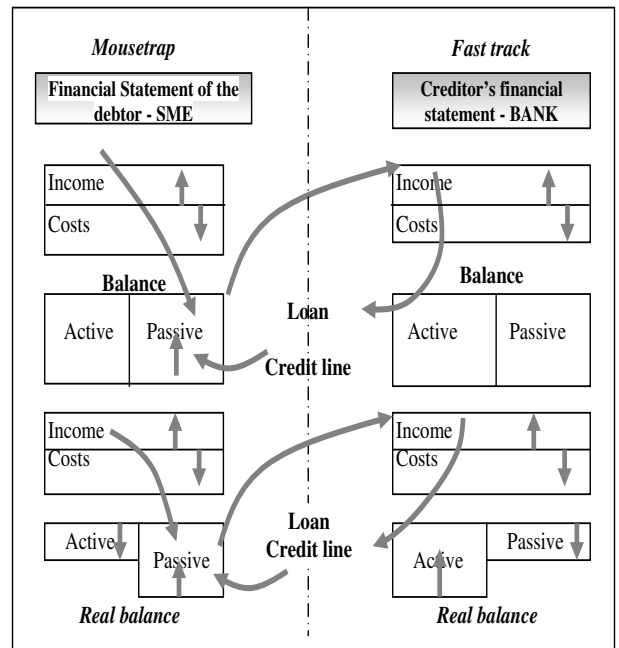 Mousetrap
Financial Statement of the
debtor - SME
Income
Costs
Balance
Active
Passive
Income
Costs
Active
Passive
Real balance
Loan
Credit line
Loan
Credit line
Fast track
Creditor's financial
statement - BANK
Income
Costs
Balance
Active
Passive
Income
Costs
Active
Passive
Real balance